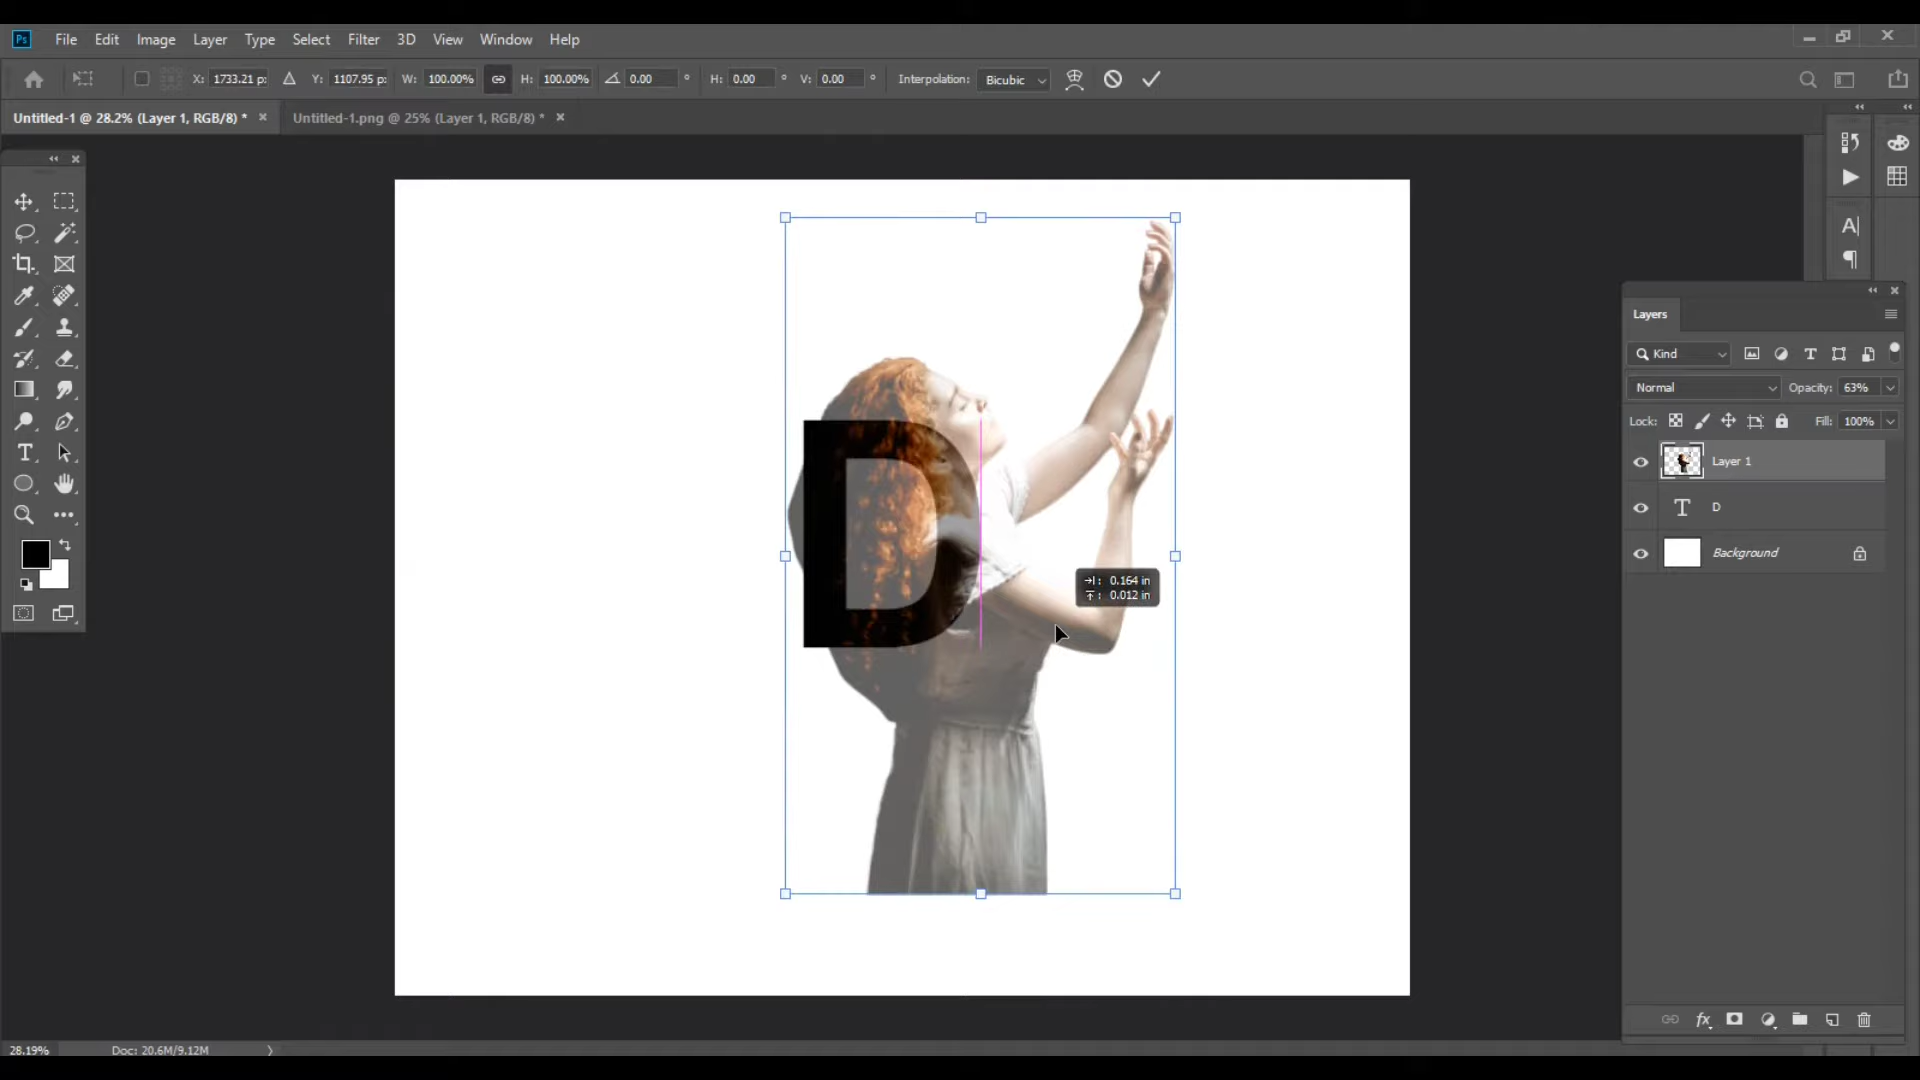 Ps File Edit Image Layer Type Select Filter 3D View Window Help
X: 1733.21 p: Y: 1107.95 p: W: 100.00% H: 100.00% 0.00 ° H: 0.00 ° V: 0.00 ° Interpolation: Bicubic
Untitled-1 @ 28.2% (Layer 1, RGB/8) * × Untitled-1.png @ 25% (Layer 1, RGB/8) * ×
Layers
Kind
Normal Opacity: 63%
Lock: Fill: 100%
Layer 1
T D
Background
D
: 0.164 in
: 0.012 in
fx
28.19% Doc: 20.6M/9.12M